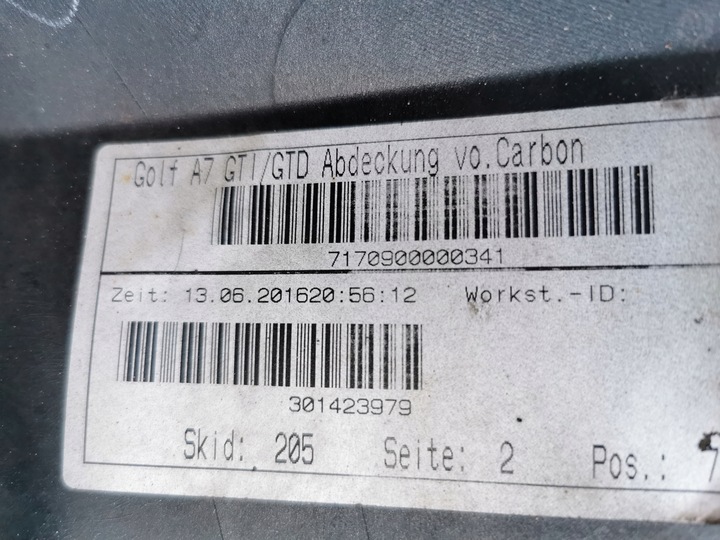 Golf A7 GTI/GTD Abdeckung vo.Carbon
7170900000341
Zeit: 13.06.201620:56:12 Workst.-ID:
301423979
Skid: 205 Seite: 2 Pos.: 7